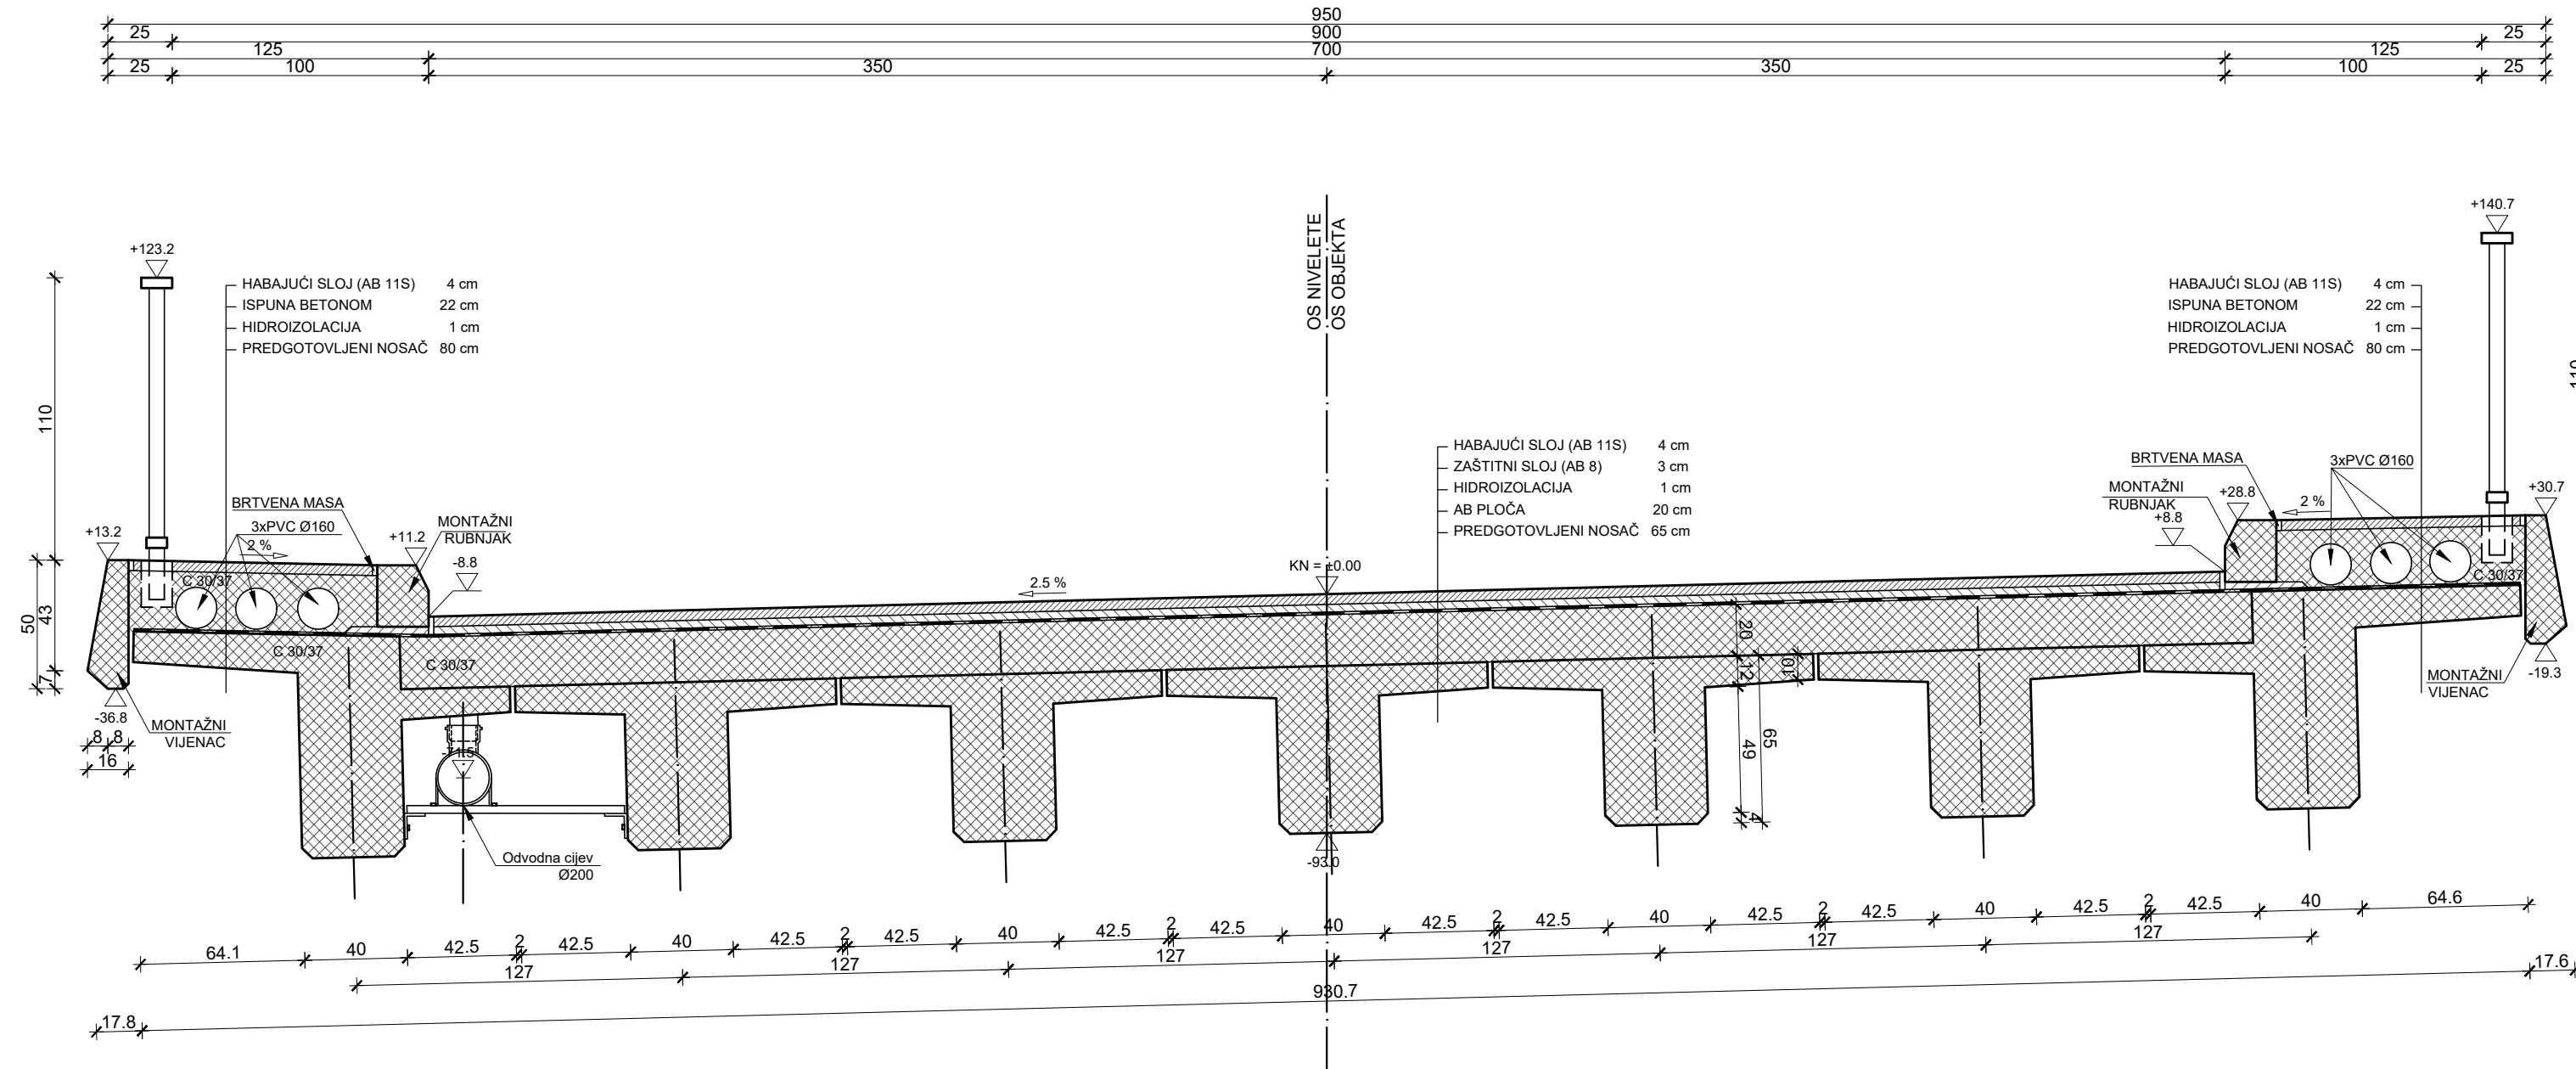 950
25
900
25
125
700
125
25
100
350
350
100
25
OS NIVELETE
OS OBJEKTA
+123.2
+140.7
HABAJUĆI SLOJ (AB 11S) 4 cm
ISPUNA BETONOM 22 cm
HIDROIZOLACIJA 1 cm
PREDGOTOVLJENI NOSAČ 80 cm
HABAJUĆI SLOJ (AB 11S) 4 cm
ISPUNA BETONOM 22 cm
HIDROIZOLACIJA 1 cm
PREDGOTOVLJENI NOSAČ 80 cm
110
110
HABAJUĆI SLOJ (AB 11S) 4 cm
ZAŠTITNI SLOJ (AB 8) 3 cm
HIDROIZOLACIJA 1 cm
AB PLOČA 20 cm
PREDGOTOVLJENI NOSAČ 65 cm
BRTVENA MASA
3xPVC Ø160
2 %
+13.2
+11.2
MONTAŽNI
RUBNJAK
-8.8
BRTVENA MASA
MONTAŽNI
RUBNJAK
+28.8
+8.8
2 %
3xPVC Ø160
+30.7
KN = ±0.00
2.5 %
C 30/37
C 30/37
C 30/37
C 30/37
50
43
7
-36.8
MONTAŽNI
VIJENAC
8
8
16
-71.5
Odvodna cijev
Ø200
-93.0
20
12
10
49
65
4
MONTAŽNI
VIJENAC
-19.3
64.1
40
42.5
2
42.5
40
42.5
2
42.5
40
42.5
2
42.5
40
42.5
2
42.5
40
42.5
2
42.5
40
42.5
2
42.5
40
64.6
127
127
127
127
127
127
17.8
930.7
17.6